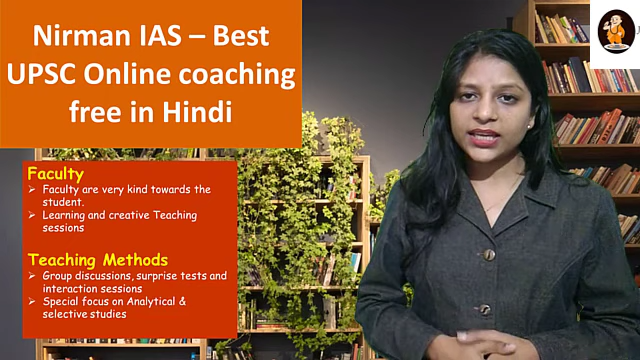 Nirman IAS – Best
UPSC Online coaching
free in Hindi
Faculty
➢ Faculty are very kind towards the
student.
➢ Learning and creative Teaching
sessions
Teaching Methods
➢ Group discussions, surprise tests and
interaction sessions
➢ Special focus on Analytical &
selective studies